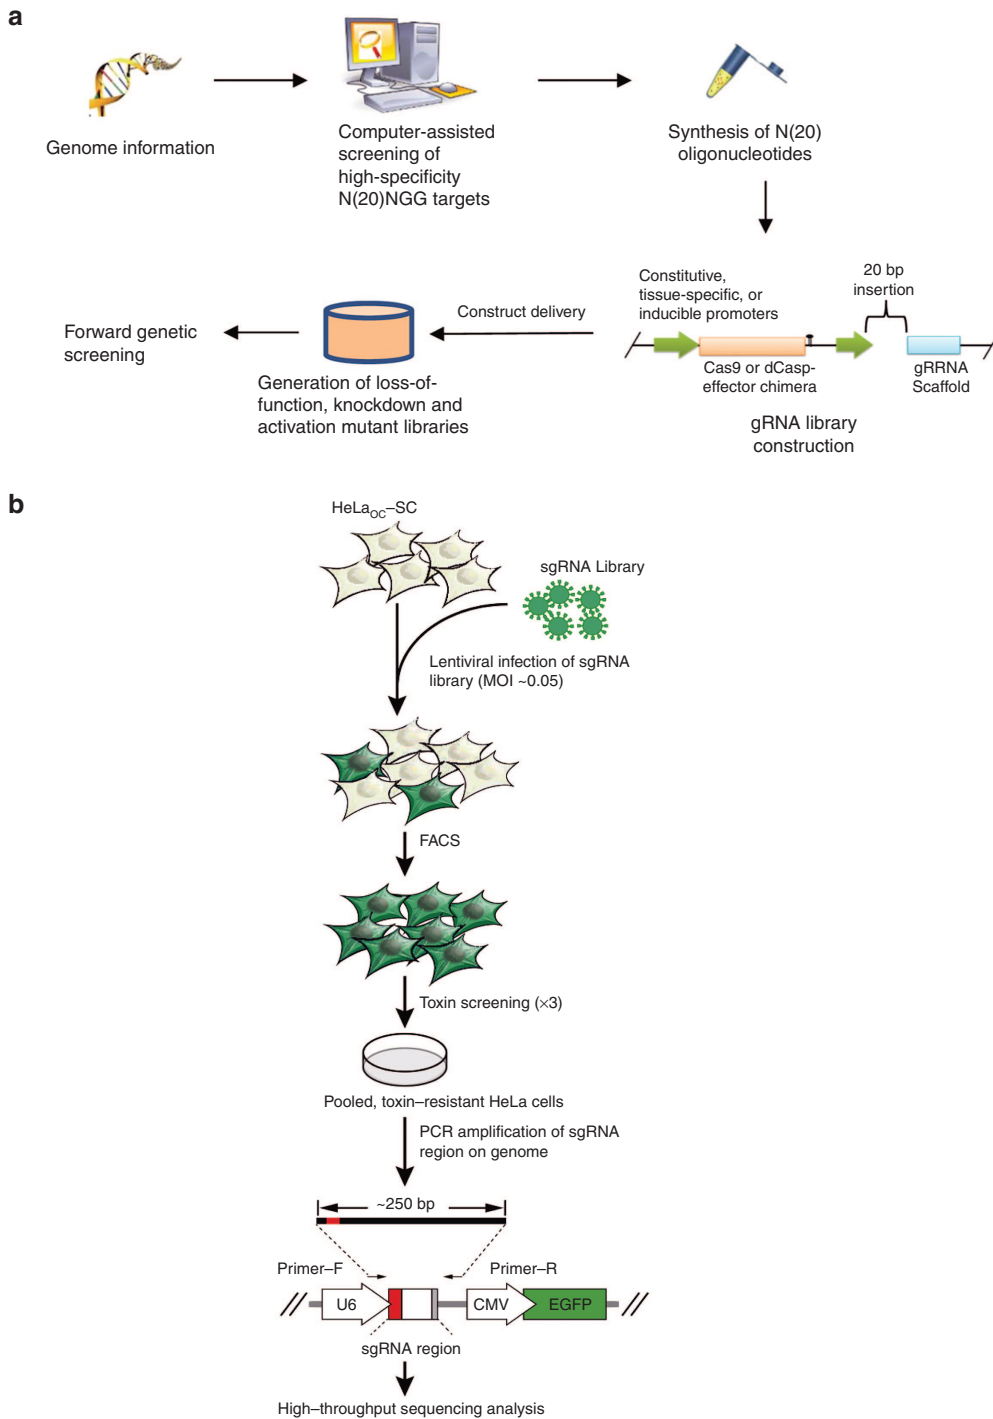 a
Genome information
Computer-assisted
screening of
high-specificity
N(20)NGG targets
Synthesis of N(20)
oligonucleotides
Constitutive,
tissue-specific, or
inducible promoters
20 bp
insertion
Cas9 or dCasp-
effector chimera
gRRNA
Scaffold
gRNA library
construction
Construct delivery
Generation of loss-of-
function, knockdown and
activation mutant libraries
Forward genetic
screening
b
HeLaOC–SC
sgRNA Library
Lentiviral infection of sgRNA
library (MOI ~0.05)
FACS
Toxin screening (×3)
Pooled, toxin–resistant HeLa cells
PCR amplification of sgRNA
region on genome
~250 bp
Primer–F
Primer–R
U6
CMV
EGFP
sgRNA region
High–throughput sequencing analysis